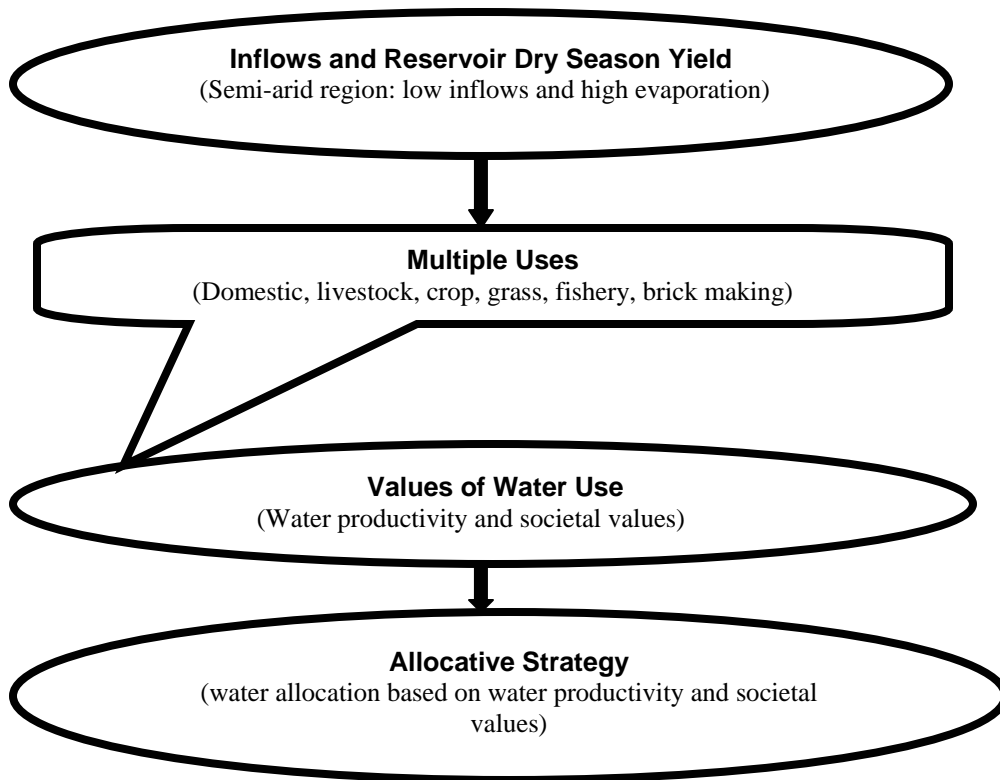 Inflows and Reservoir Dry Season Yield
(Semi-arid region: low inflows and high evaporation)
Multiple Uses
(Domestic, livestock, crop, grass, fishery, brick making)
Values of Water Use
(Water productivity and societal values)
Allocative Strategy
(water allocation based on water productivity and societal
values)